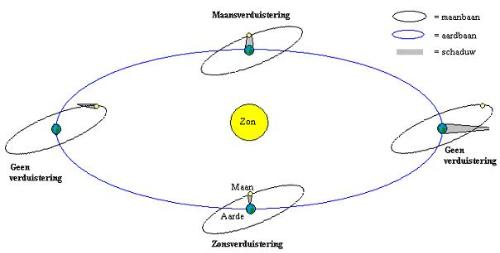 Maansverduistering
= maanbaan
= aardbaan
= schaduw
Zon
Geen
verduistering
Geen
verduistering
Maan
Aarde
Zonsverduistering